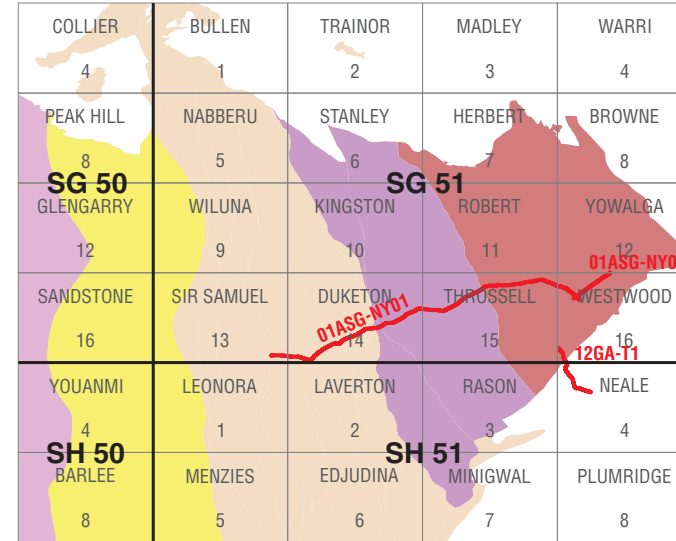 COLLIER BULLEN TRAINOR MADLEY WARRI
4 1 2 3 4
PEAK HILL NABBERU STANLEY HERBERT BROWNE
8 5 6 7 8
SG 50 SG 51
GLENGARRY WILUNA KINGSTON ROBERT YOWALGA
12 9 10 11 12
01ASG-NY0
SANDSTONE SIR SAMUEL DUKETON THROSSELL WESTWOOD
01ASG-NY01
16 13 14 15 16
12GA-T1
YOUANMI LEONORA LAVERTON RASON NEALE
4 1 2 3 4
SH 50 SH 51
BARLEE MENZIES EDJUDINA MINIGWAL PLUMRIDGE
8 5 6 7 8